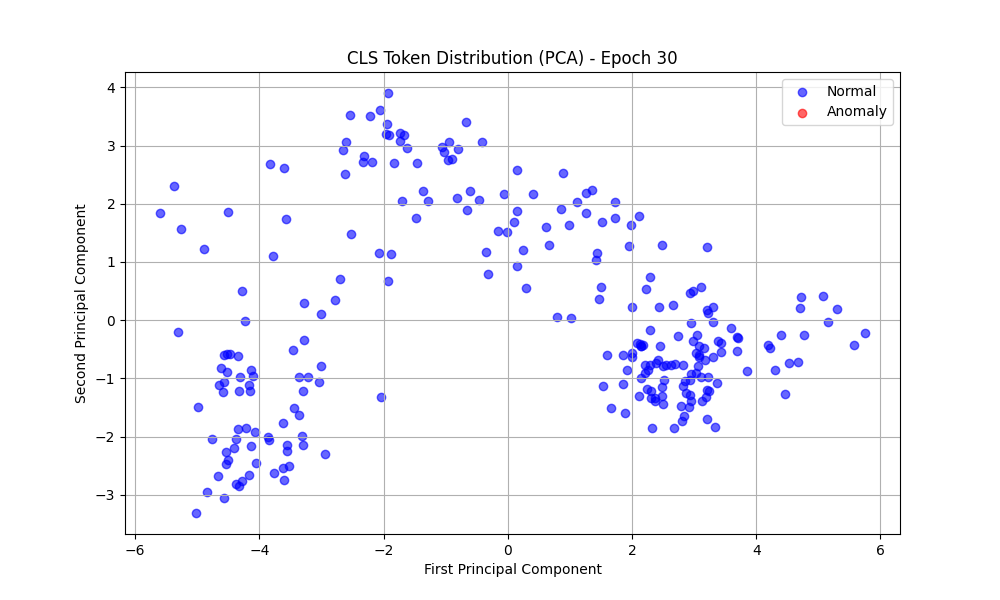 CLS Token Distribution (PCA) - Epoch 30
Normal
Anomaly
4
3
2
1
0
−1
−2
−3
Second Principal Component
−6 −4 −2 0 2 4 6
First Principal Component